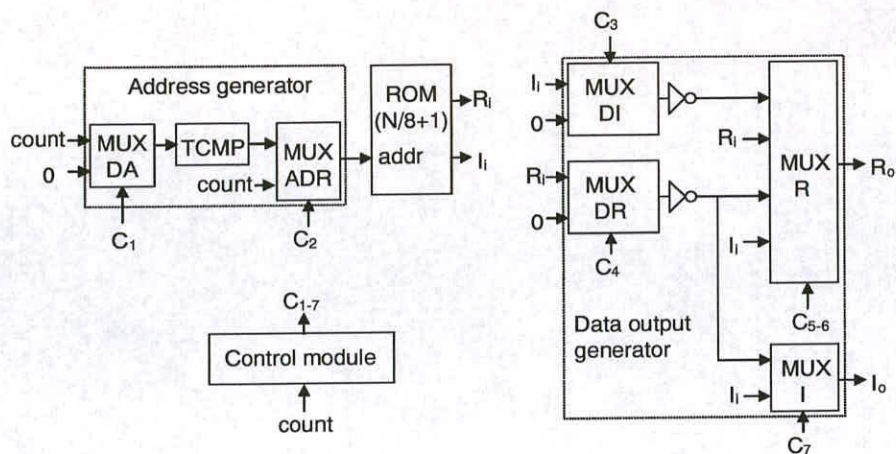 Address generator
count
0
MUX
DA
TCMP
count
MUX
ADR
C₁
C₂
ROM
(N/8+1)
addr
Rᵢ
Iᵢ
C₁₋₇
Control module
count
C₃
Iᵢ
0
MUX
DI
Rᵢ
0
MUX
DR
C₄
Rᵢ
Iᵢ
MUX
R
Rₒ
C₅₋₆
Data output
generator
Iᵢ
MUX
I
Iₒ
C₇